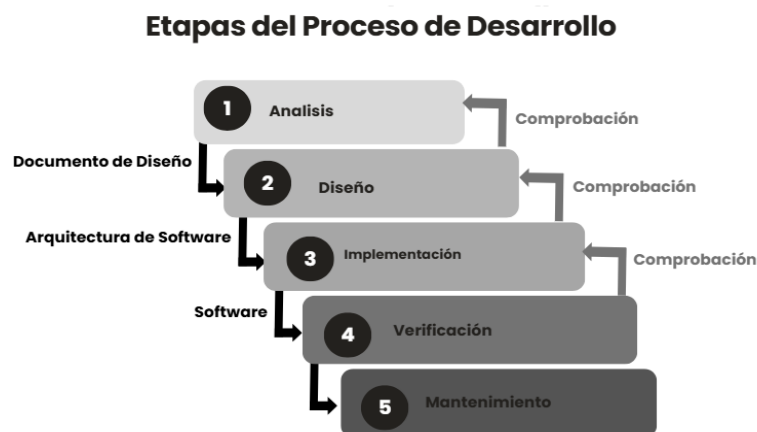 Etapas del Proceso de Desarrollo
1 Analisis
Comprobación
Documento de Diseño
2 Diseño
Comprobación
Arquitectura de Software
3 Implementación
Comprobación
Software
4 Verificación
5 Mantenimiento